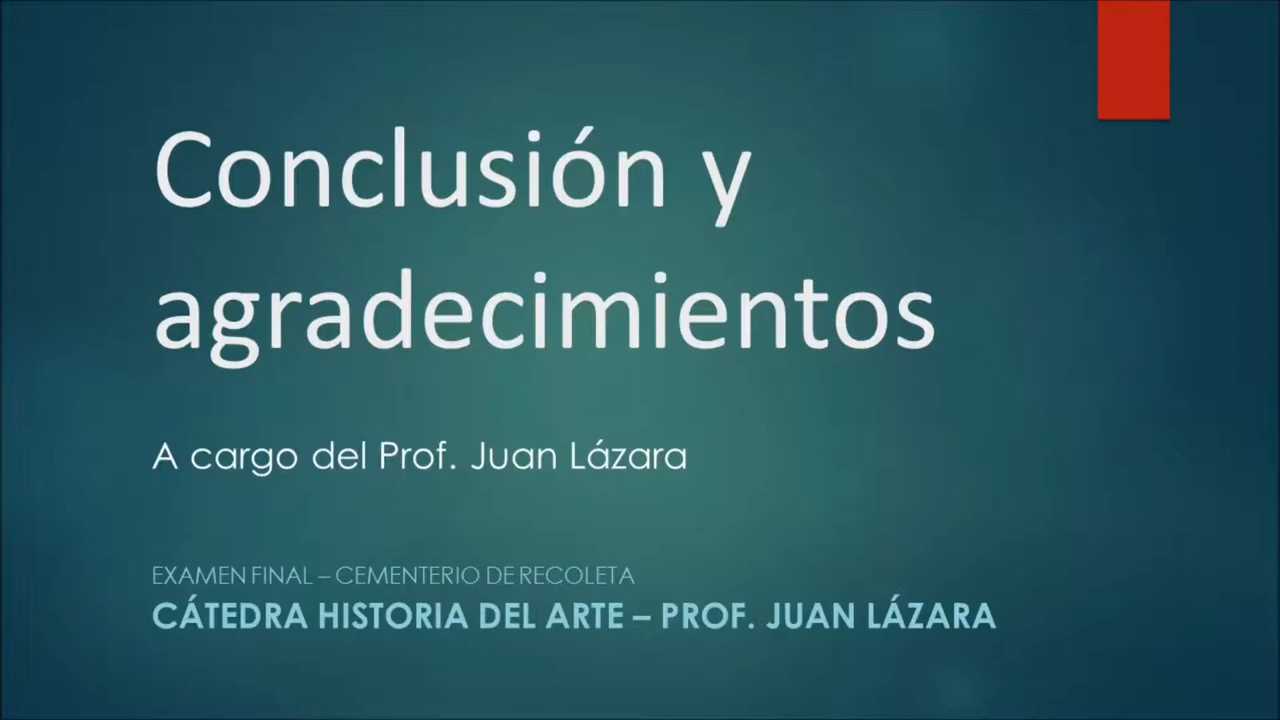 Conclusión y
agradecimientos
A cargo del Prof. Juan Lázara
EXAMEN FINAL – CEMENTERIO DE RECOLETA
CÁTEDRA HISTORIA DEL ARTE – PROF. JUAN LÁZARA